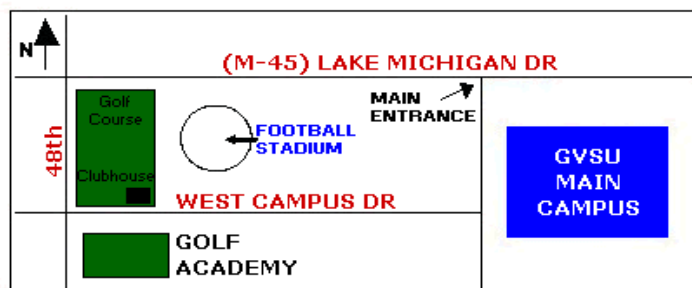 N
(M-45) LAKE MICHIGAN DR
MAIN
ENTRANCE
48th
Golf
Course
Clubhouse
FOOTBALL
STADIUM
GVSU
MAIN
CAMPUS
WEST CAMPUS DR
GOLF
ACADEMY